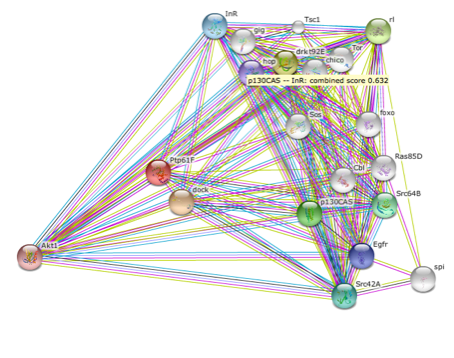 InR
Tsc1
rl
gig
Tor
drkt92E
hop
chico
p130CAS -- InR: combined score 0.632
Sos
foxo
Ptp61F
Ras85D
Cbl
dock
Src64B
p130CAS
Akt1
Egfr
spi
Src42A